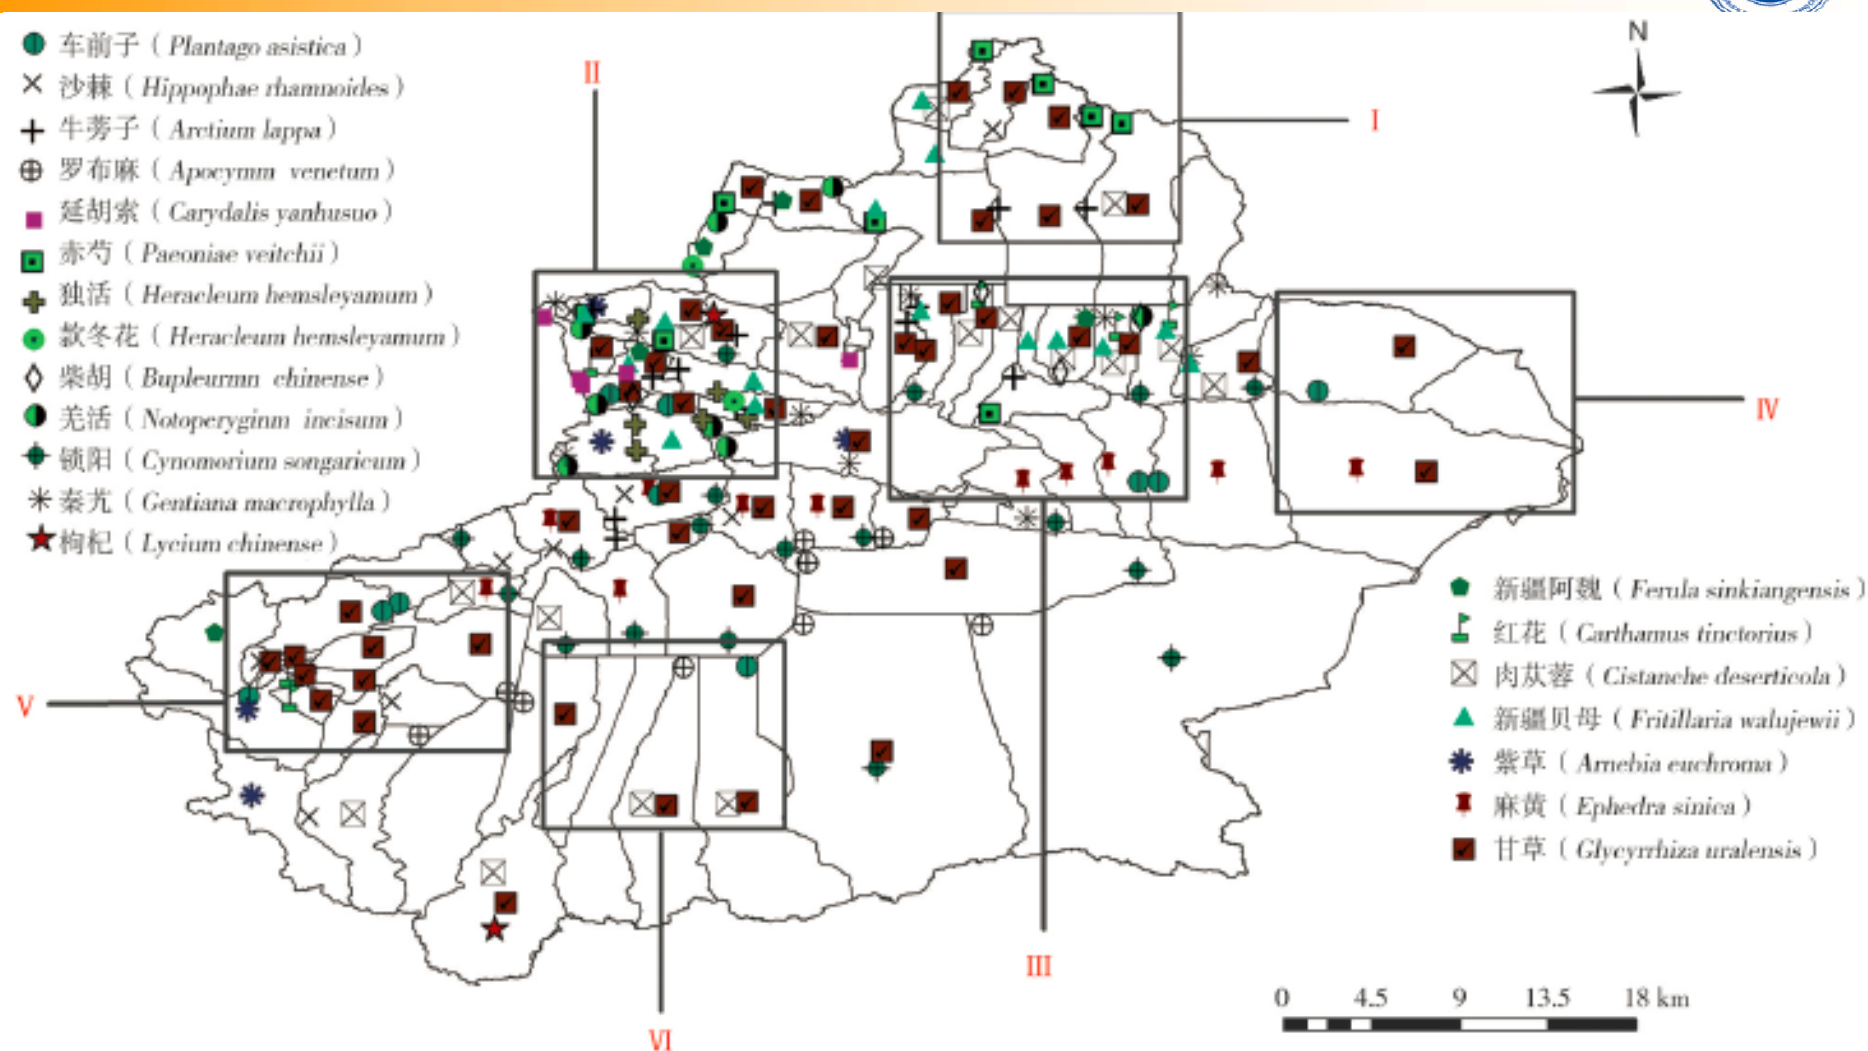 车前子（Plantago asistica）
沙棘（Hippophae rhamnoides）
牛蒡子（Arctium lappa）
罗布麻（Apocymm venetum）
延胡索（Carydalis yanhusuo）
赤芍（Paeoniae veitchii）
独活（Heracleum hemsleyamum）
款冬花（Heracleum hemsleyamum）
柴胡（Bupleurmn chinense）
羌活（Notoperyginm incisum）
锁阳（Cynomorium songaricum）
秦艽（Gentiana macrophylla）
枸杞（Lycium chinense）
N
II
I
IV
V
III
VI
新疆阿魏（Ferula sinkiangensis）
红花（Carthamus tinctorius）
肉苁蓉（Cistanche deserticola）
新疆贝母（Fritillaria walujewii）
紫草（Arnebia euchroma）
麻黄（Ephedra sinica）
甘草（Glycyrrhiza uralensis）
0 4.5 9 13.5 18 km